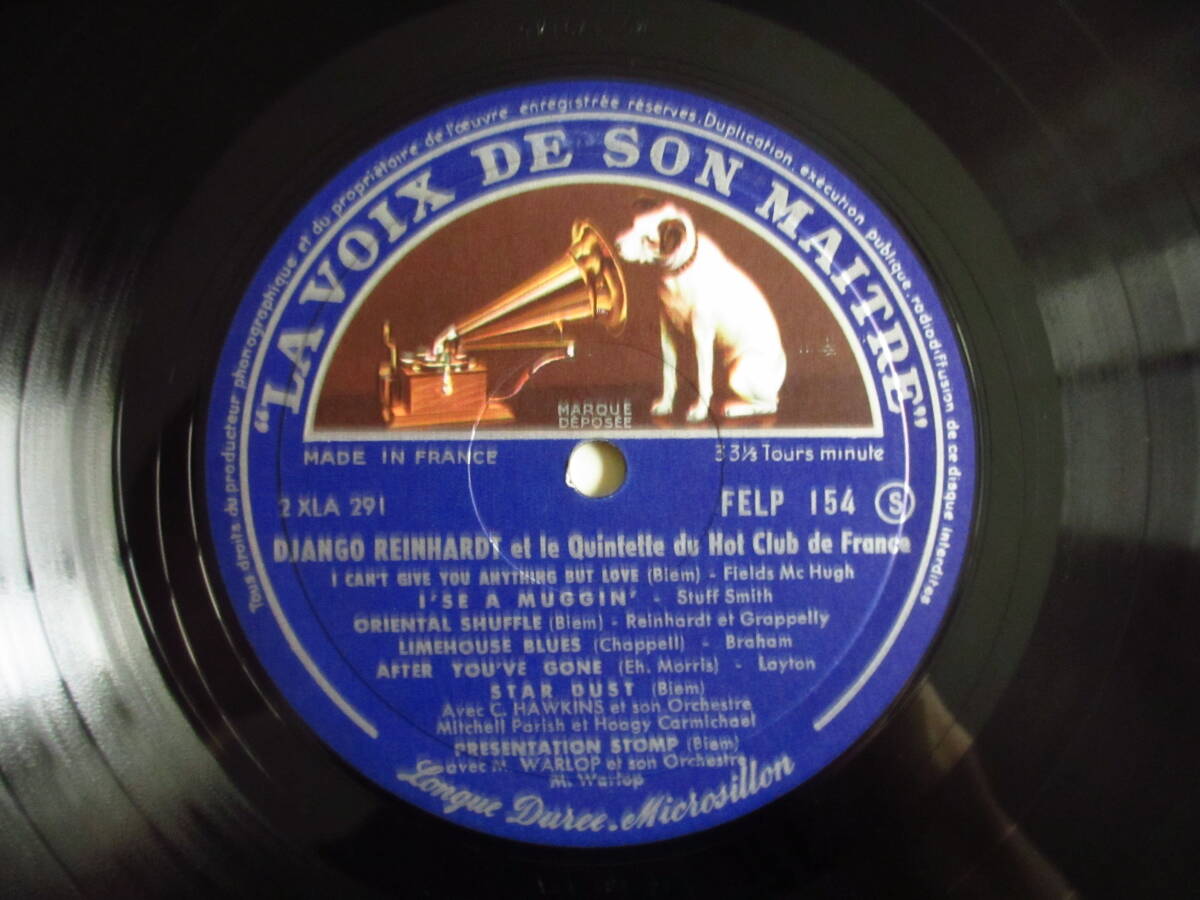 Tous droits du producteur phonographique et du propriétaire de l'œuvre enregistrée réservés. Duplication, exécution publique, radiodiffusion de ce disque interdites
"LA VOIX DE SON MAITRE"
MARQUE
DÉPOSÉE
MADE IN FRANCE
33⅓ Tours minute
2 XLA 291
FELP 154 S
DJANGO REINHARDT et le Quintette du Hot Club de France
I CAN'T GIVE YOU ANYTHING BUT LOVE (Biem) - Fields Mc Hugh
I'SE A MUGGIN' - Stuff Smith
ORIENTAL SHUFFLE (Biem) - Reinhardt et Grappelly
LIMEHOUSE BLUES (Chappell) - Braham
AFTER YOU'VE GONE (Eh. Morris) - Layton
STAR DUST (Biem)
Avec C. HAWKINS et son Orchestre
Mitchell Parish et Hoagy Carmichael
PRESENTATION STOMP (Biem)
avec M. WARLOP et son Orchestre
M. Warlop
Longue Durée. Microsillon